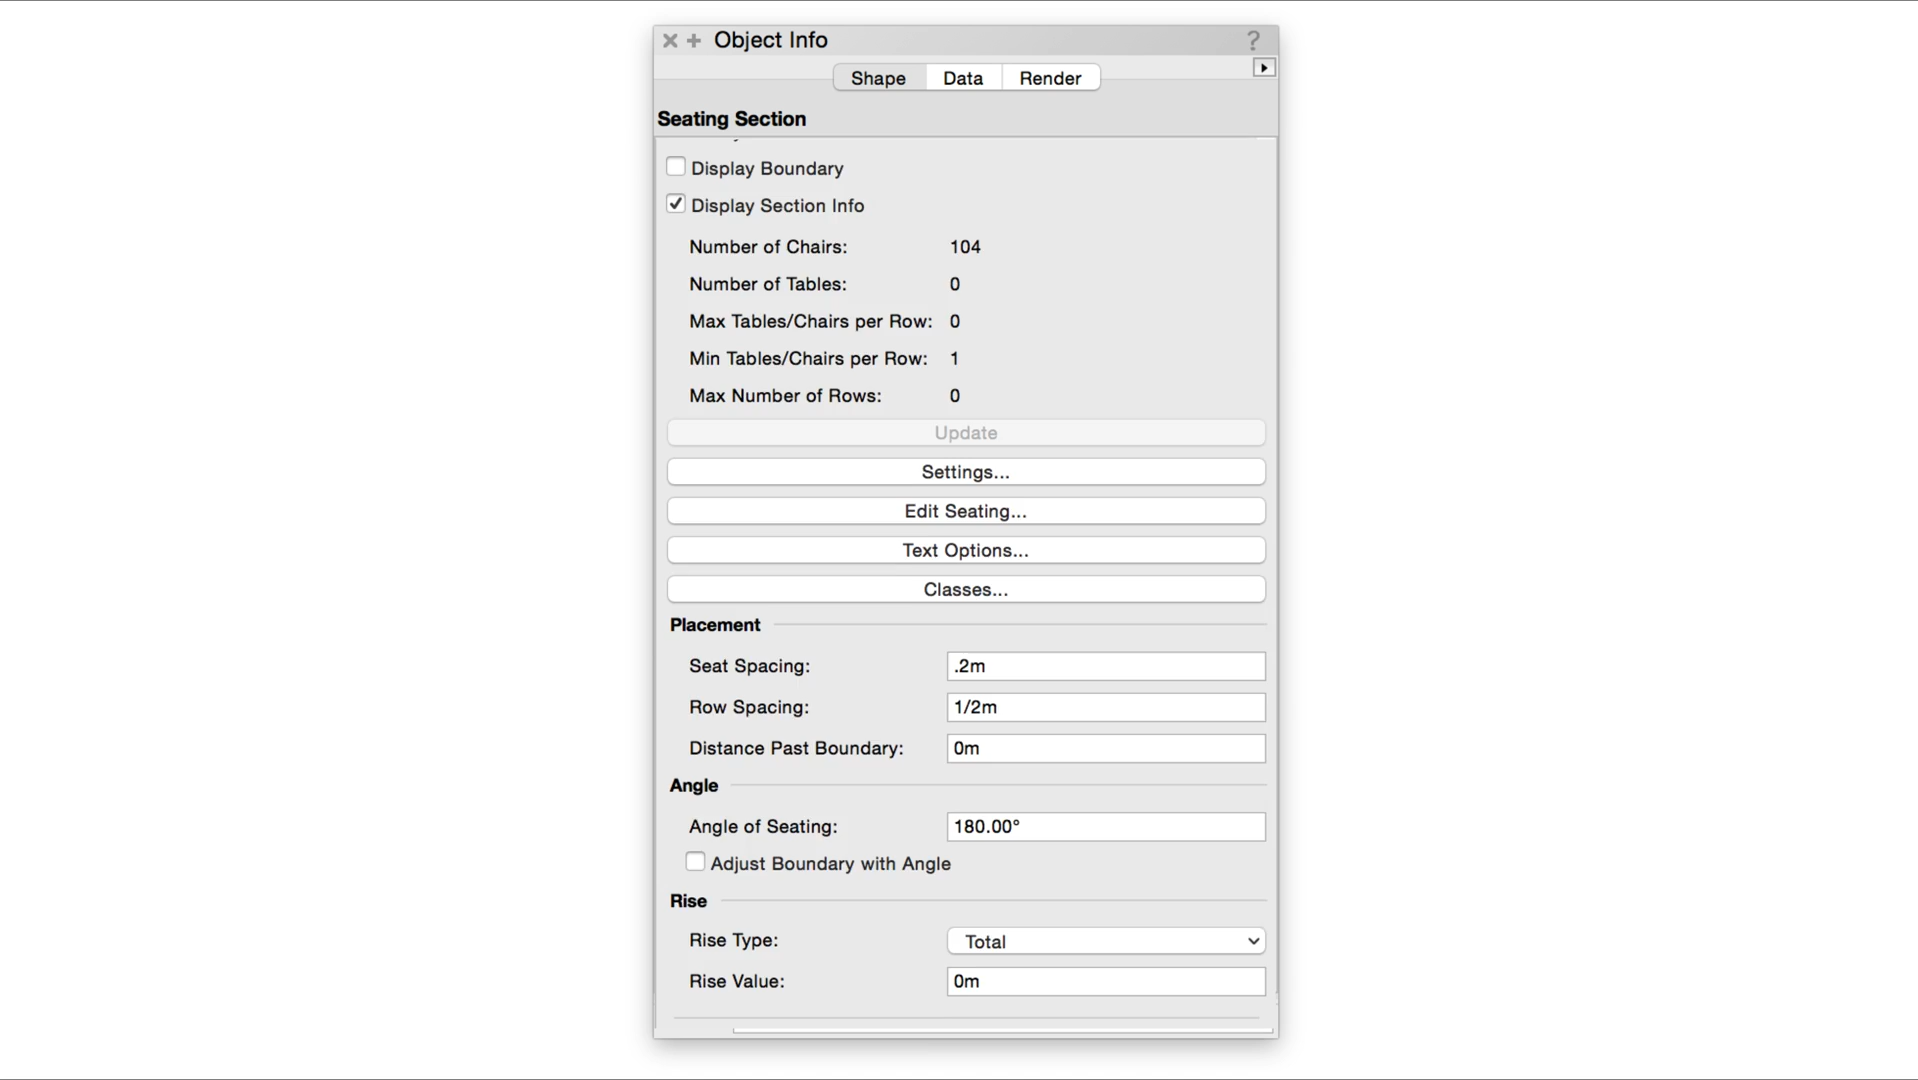 Object Info
?
Shape Data Render
Seating Section
Display Boundary
Display Section Info
Number of Chairs: 104
Number of Tables: 0
Max Tables/Chairs per Row: 0
Min Tables/Chairs per Row: 1
Max Number of Rows: 0
Update
Settings...
Edit Seating...
Text Options...
Classes...
Placement
Seat Spacing: .2m
Row Spacing: 1/2m
Distance Past Boundary: 0m
Angle
Angle of Seating: 180.00°
Adjust Boundary with Angle
Rise
Rise Type: Total
Rise Value: 0m